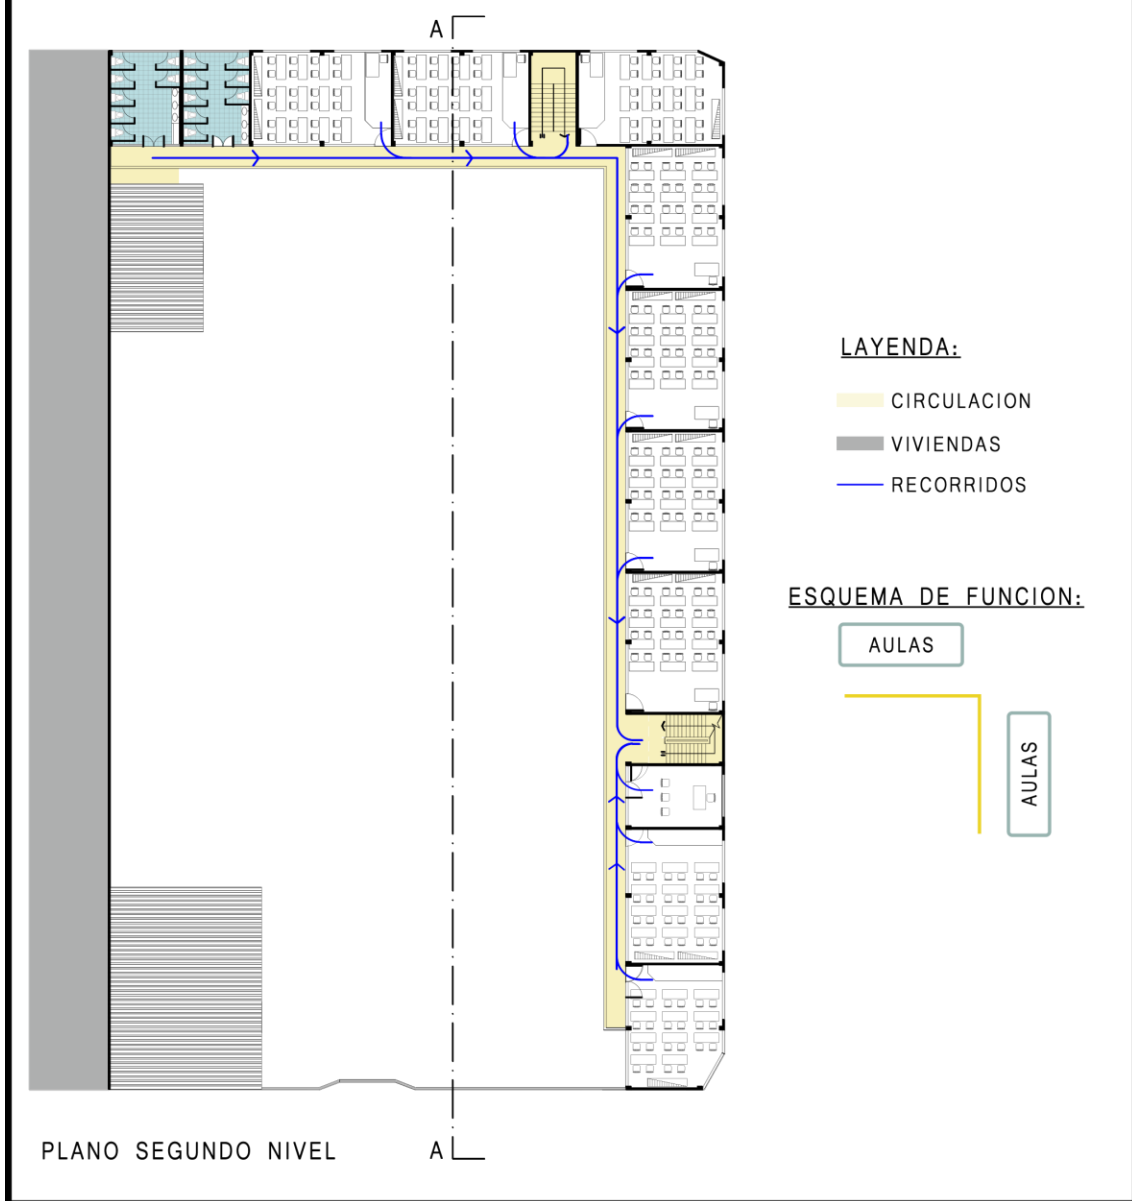 A
LAYENDA:
CIRCULACION
VIVIENDAS
RECORRIDOS
ESQUEMA DE FUNCION:
AULAS
AULAS
PLANO SEGUNDO NIVEL
A